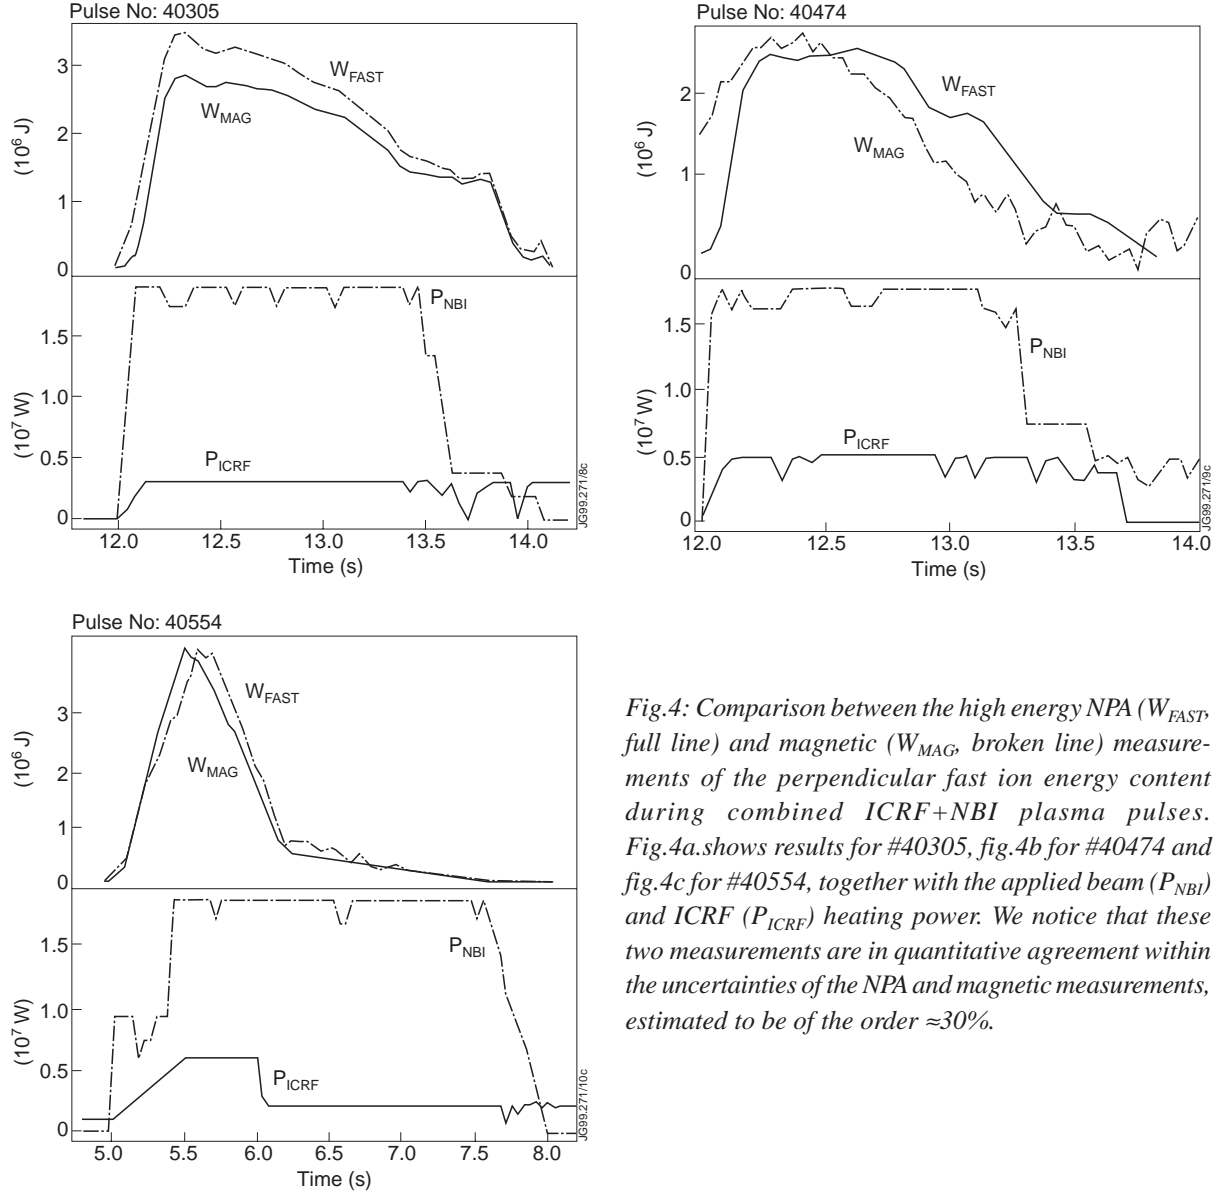 Pulse No: 40305
3
2
1
0
(10⁶ J)
W_FAST
W_MAG
1.5
1.0
0.5
0
(10⁷ W)
P_NBI
P_ICRF
JG99.271/8c
12.0 12.5 13.0 13.5 14.0
Time (s)
Pulse No: 40474
2
1
0
(10⁶ J)
W_FAST
W_MAG
1.5
1.0
0.5
0
(10⁷ W)
P_NBI
P_ICRF
JG99.271/9c
12.0 12.5 13.0 13.5 14.0
Time (s)
Pulse No: 40554
3
2
1
0
(10⁶ J)
W_FAST
W_MAG
1.5
1.0
0.5
0
(10⁷ W)
P_NBI
P_ICRF
JG99.271/10c
5.0 5.5 6.0 6.5 7.0 7.5 8.0
Time (s)
Fig.4: Comparison between the high energy NPA (W_FAST,
full line) and magnetic (W_MAG, broken line) measure-
ments of the perpendicular fast ion energy content
during combined ICRF+NBI plasma pulses.
Fig.4a.shows results for #40305, fig.4b for #40474 and
fig.4c for #40554, together with the applied beam (P_NBI)
and ICRF (P_ICRF) heating power. We notice that these
two measurements are in quantitative agreement within
the uncertainties of the NPA and magnetic measurements,
estimated to be of the order ≈30%.